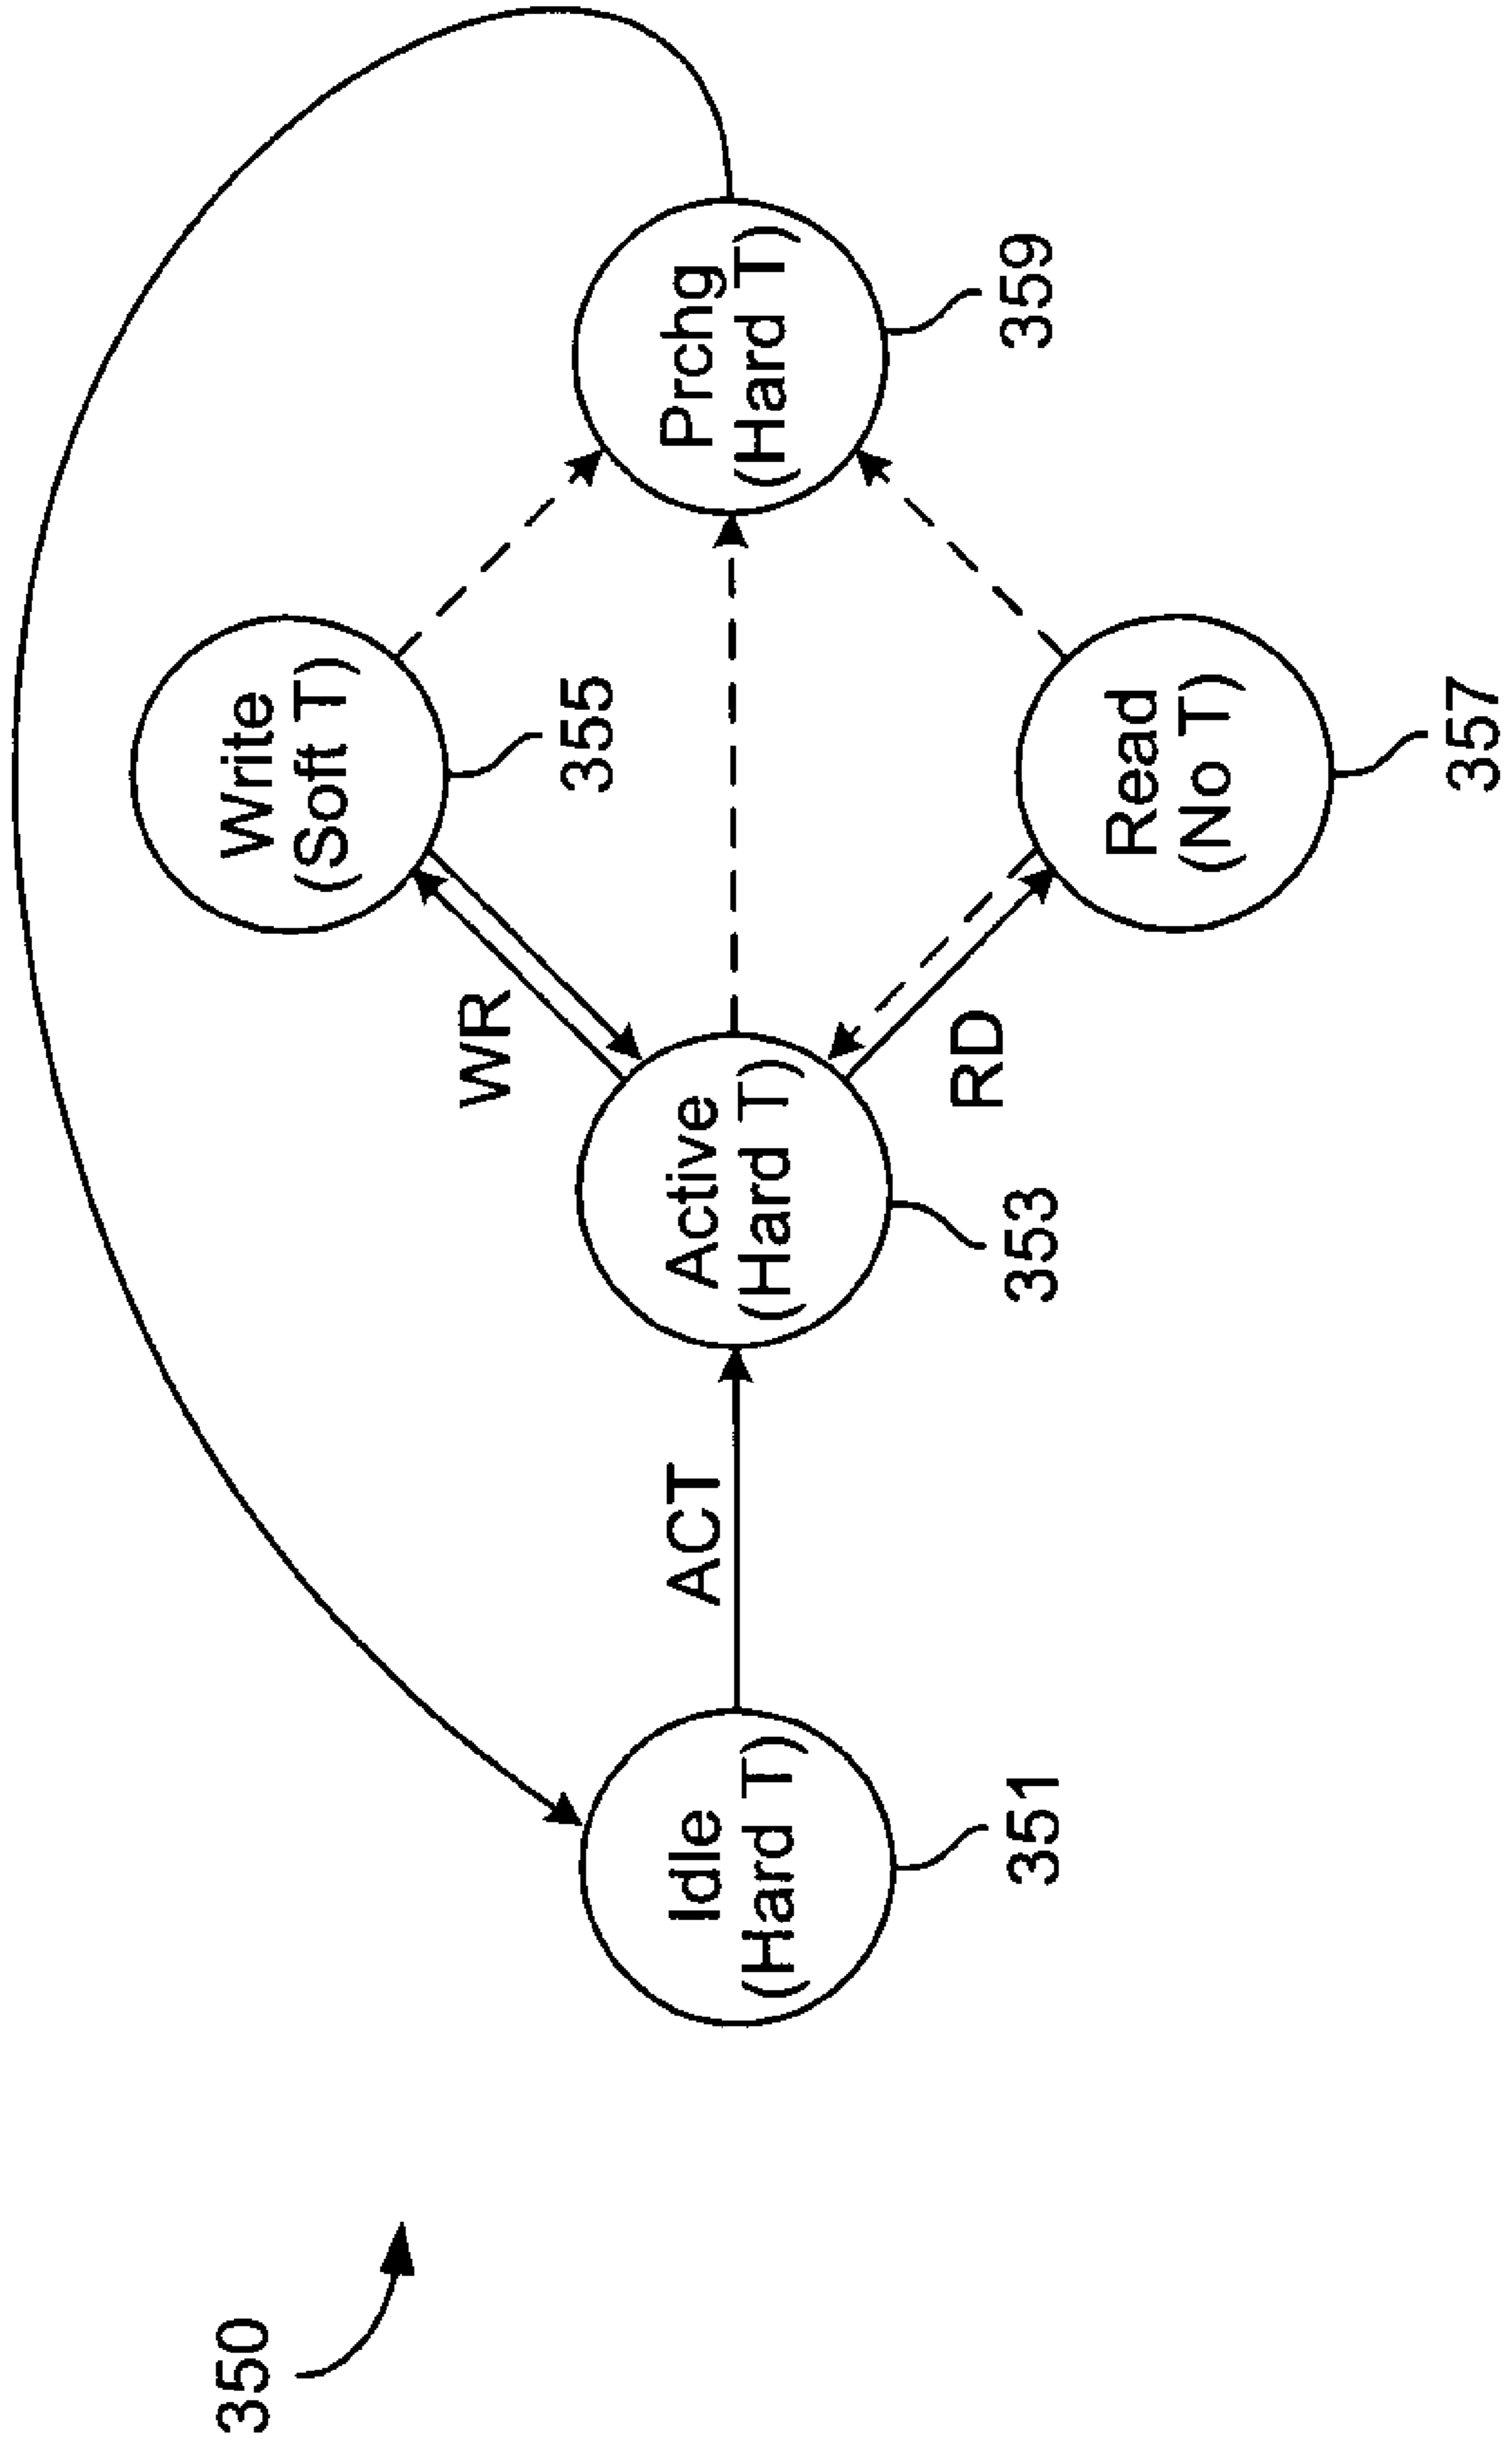 350
Write
(Soft T)
355
WR
Idle
(Hard T)
351
ACT
Active
(Hard T)
353
Prchg
(Hard T)
359
RD
Read
(No T)
357